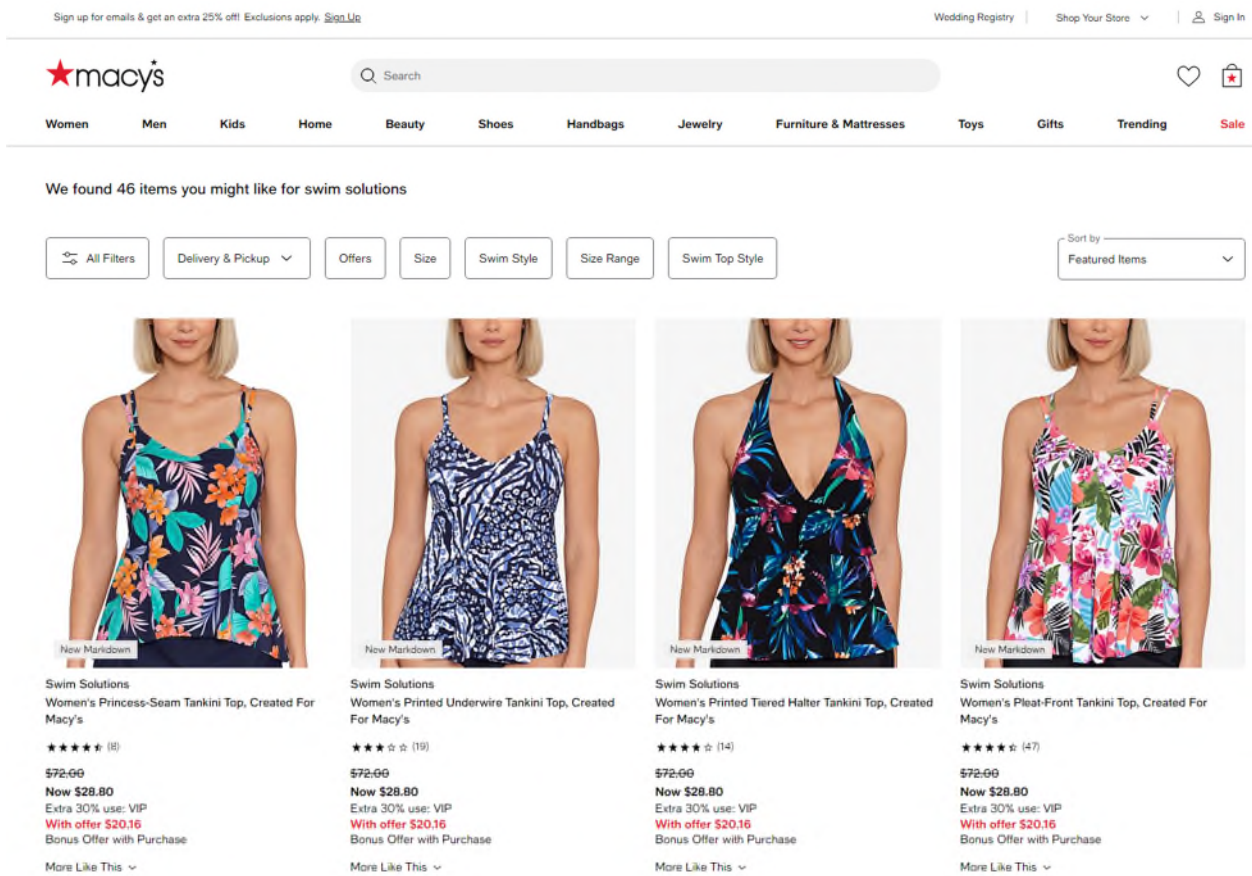 Sign up for emails & get an extra 25% off! Exclusions apply. Sign Up
Wedding Registry
Shop Your Store
Sign In
macy's
Search
Women Men Kids Home Beauty Shoes Handbags Jewelry Furniture & Mattresses Toys Gifts Trending Sale
We found 46 items you might like for swim solutions
All Filters
Delivery & Pickup
Offers
Size
Swim Style
Size Range
Swim Top Style
Sort by
Featured Items
New Markdown
Swim Solutions
Women's Princess-Seam Tankini Top, Created For
Macy's
(8)
$72.00
Now $28.80
Extra 30% use: VIP
With offer $20.16
Bonus Offer with Purchase
More Like This
New Markdown
Swim Solutions
Women's Printed Underwire Tankini Top, Created
For Macy's
(19)
$72.00
Now $28.80
Extra 30% use: VIP
With offer $20.16
Bonus Offer with Purchase
More Like This
New Markdown
Swim Solutions
Women's Printed Tiered Halter Tankini Top, Created
For Macy's
(14)
$72.00
Now $28.80
Extra 30% use: VIP
With offer $20.16
Bonus Offer with Purchase
More Like This
New Markdown
Swim Solutions
Women's Pleat-Front Tankini Top, Created For
Macy's
(47)
$72.00
Now $28.80
Extra 30% use: VIP
With offer $20.16
Bonus Offer with Purchase
More Like This